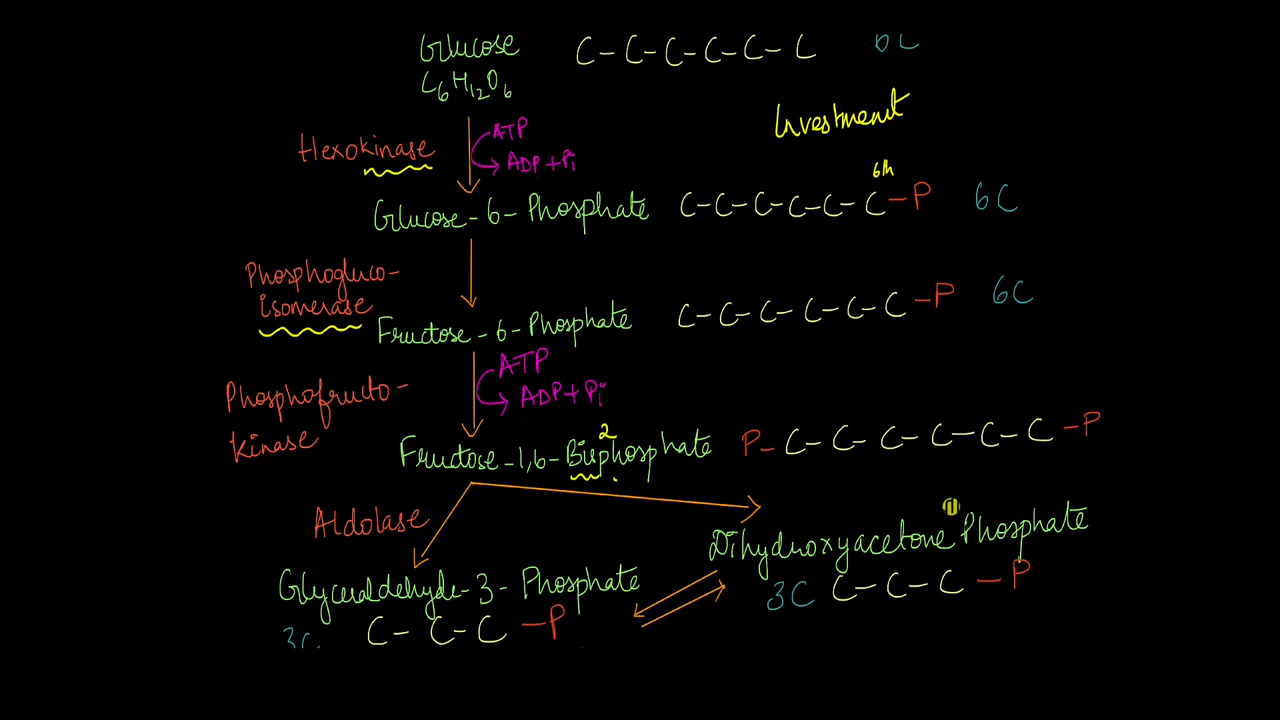 Glucose C-C-C-C-C-C 6C
C6H12O6
Investment
Hexokinase ATP
ADP+Pi
6th
Glucose-6-Phosphate C-C-C-C-C-C-P 6C
Phosphogluco-
isomerase
Fructose-6-Phosphate C-C-C-C-C-C-P 6C
ATP
Phosphofructo-
kinase
ADP+Pi
2
Fructose-1,6-Bisphosphate P-C-C-C-C-C-C-P
Aldolase
Dihydroxyacetone Phosphate
3C C-C-C-P
Glyceraldehyde-3-Phosphate
3C C-C-C-P